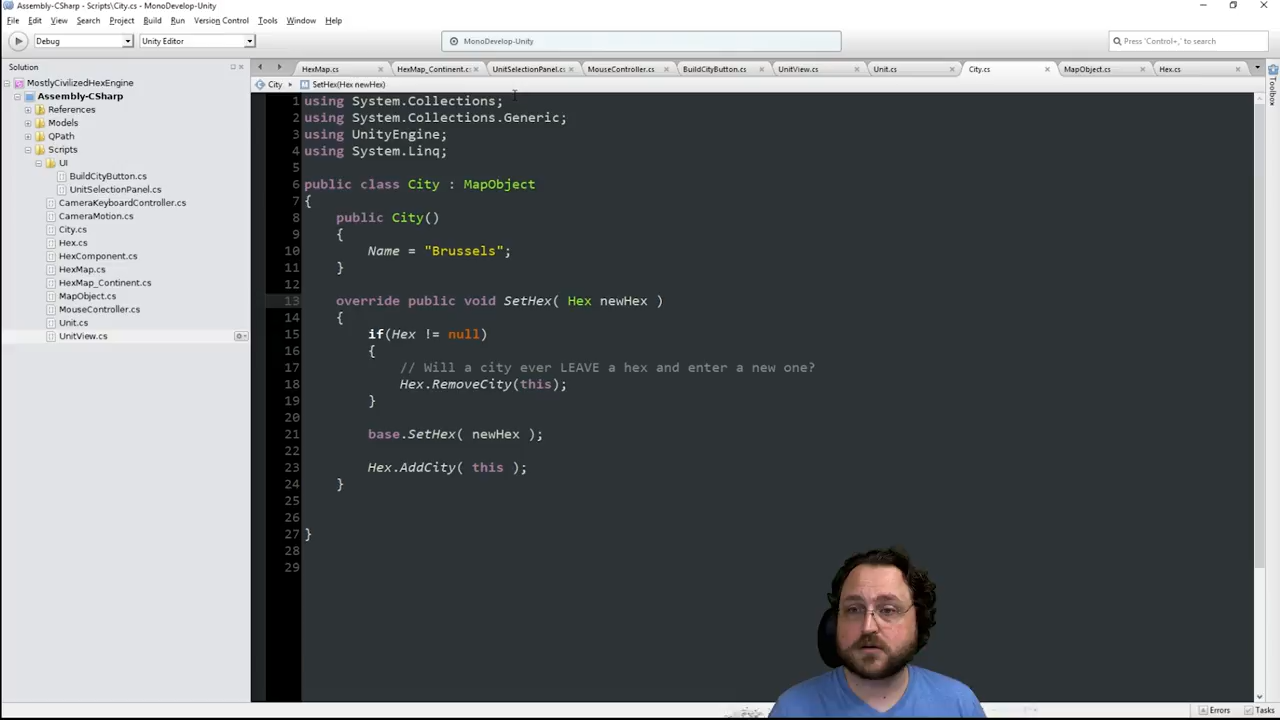 Assembly-CSharp - Scripts\City.cs - MonoDevelop-Unity
File Edit View Search Project Build Run Version Control Tools Window Help
Debug Unity Editor MonoDevelop-Unity Press 'Control+,' to search
Solution
MostlyCivilizedHexEngine
Assembly-CSharp
References
Models
QPath
Scripts
UI
BuildCityButton.cs
UnitSelectionPanel.cs
CameraKeyboardController.cs
CameraMotion.cs
City.cs
Hex.cs
HexComponent.cs
HexMap.cs
HexMap_Continent.cs
MapObject.cs
MouseController.cs
Unit.cs
UnitView.cs
HexMap.cs HexMap_Continent.cs UnitSelectionPanel.cs MouseController.cs BuildCityButton.cs UnitView.cs Unit.cs City.cs MapObject.cs Hex.cs
City SetHex(Hex newHex)
1 using System.Collections;
2 using System.Collections.Generic;
3 using UnityEngine;
4 using System.Linq;
5
6 public class City : MapObject
7 {
8 public City()
9 {
10 Name = "Brussels";
11 }
12
13 override public void SetHex( Hex newHex )
14 {
15 if(Hex != null)
16 {
17 // Will a city ever LEAVE a hex and enter a new one?
18 Hex.RemoveCity(this);
19 }
20
21 base.SetHex( newHex );
22
23 Hex.AddCity( this );
24 }
25
26
27 }
28
29
Toolbox
Errors Tasks